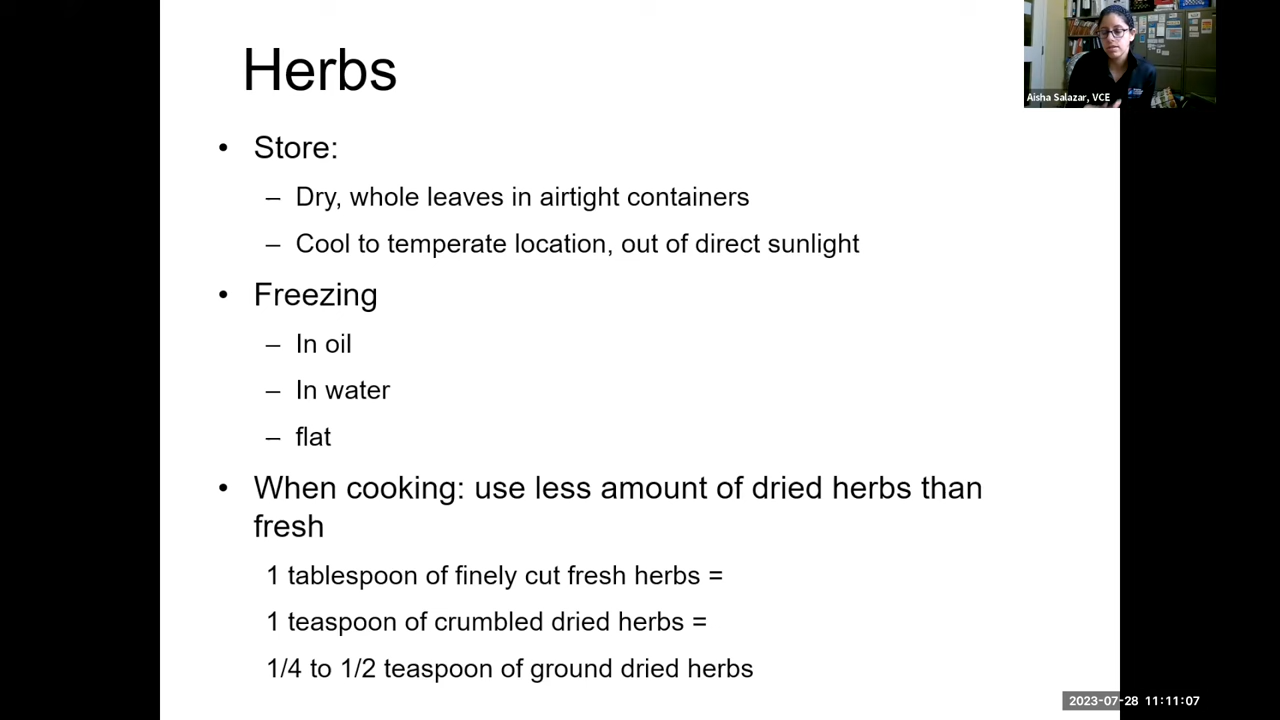 Herbs
Aisha Salazar, VCE
• Store:
– Dry, whole leaves in airtight containers
– Cool to temperate location, out of direct sunlight
• Freezing
– In oil
– In water
– flat
• When cooking: use less amount of dried herbs than
fresh
1 tablespoon of finely cut fresh herbs =
1 teaspoon of crumbled dried herbs =
1/4 to 1/2 teaspoon of ground dried herbs
2023-07-28 11:11:07